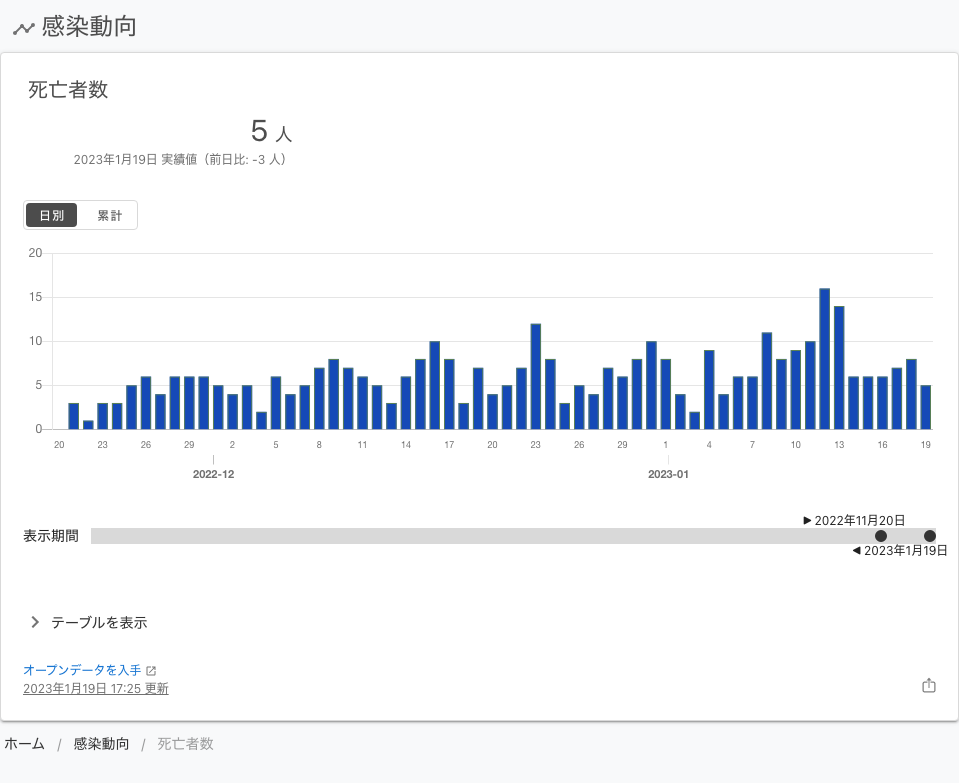 感染動向
死亡者数
5 人
2023年1月19日 実績値（前日比: -3 人）
日別 累計
20
15
10
5
0
20 23 26 29 2 5 8 11 14 17 20 23 26 29 1 4 7 10 13 16 19
2022-12 2023-01
▶ 2022年11月20日
表示期間
◀ 2023年1月19日
テーブルを表示
オープンデータを入手
2023年1月19日 17:25 更新
ホーム / 感染動向 / 死亡者数